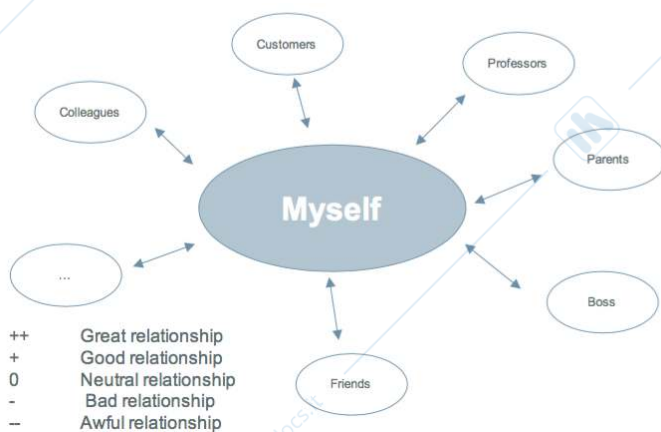 Customers
Professors
Colleagues
Parents
Myself
...
Boss
++ Great relationship
+ Good relationship
0 Neutral relationship
- Bad relationship
-- Awful relationship
Friends